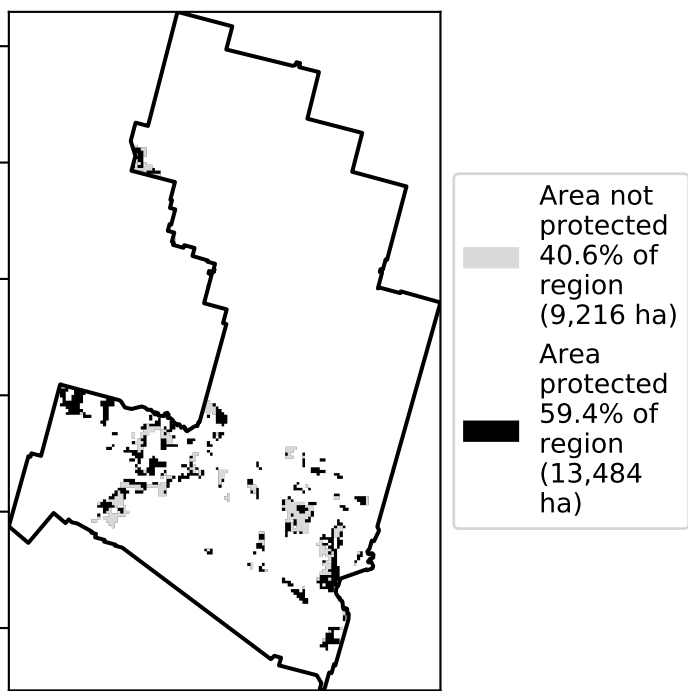 Area not
protected
40.6% of
region
(9,216 ha)
Area
protected
59.4% of
region
(13,484
ha)